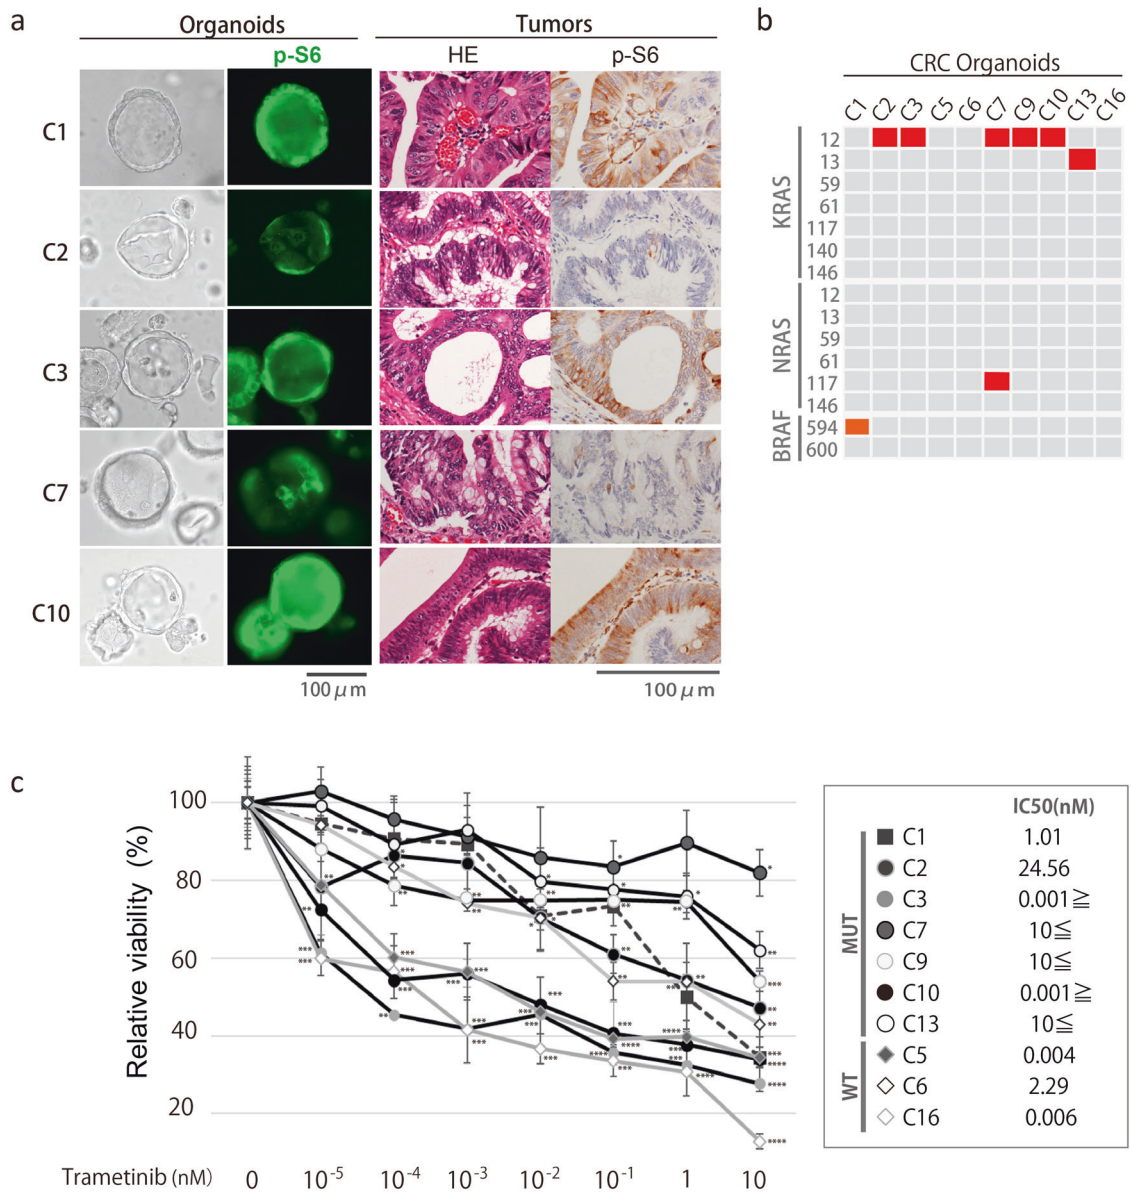 a
Organoids
Tumors
p-S6
HE
p-S6
C1
C2
C3
C7
C10
100 μm
100 μm
b
CRC Organoids
C1 C2 C3 C5 C6 C7 C9 C10 C13 C16
KRAS
12
13
59
61
117
140
146
NRAS
12
13
59
61
117
146
BRAF
594
600
c
Relative viability (%)
100
80
60
40
20
Trametinib (nM) 0 10-5 10-4 10-3 10-2 10-1 1 10
IC50(nM)
MUT
C1 1.01
C2 24.56
C3 0.001≧
C7 10≦
C9 10≦
C10 0.001≧
C13 10≦
WT
C5 0.004
C6 2.29
C16 0.006